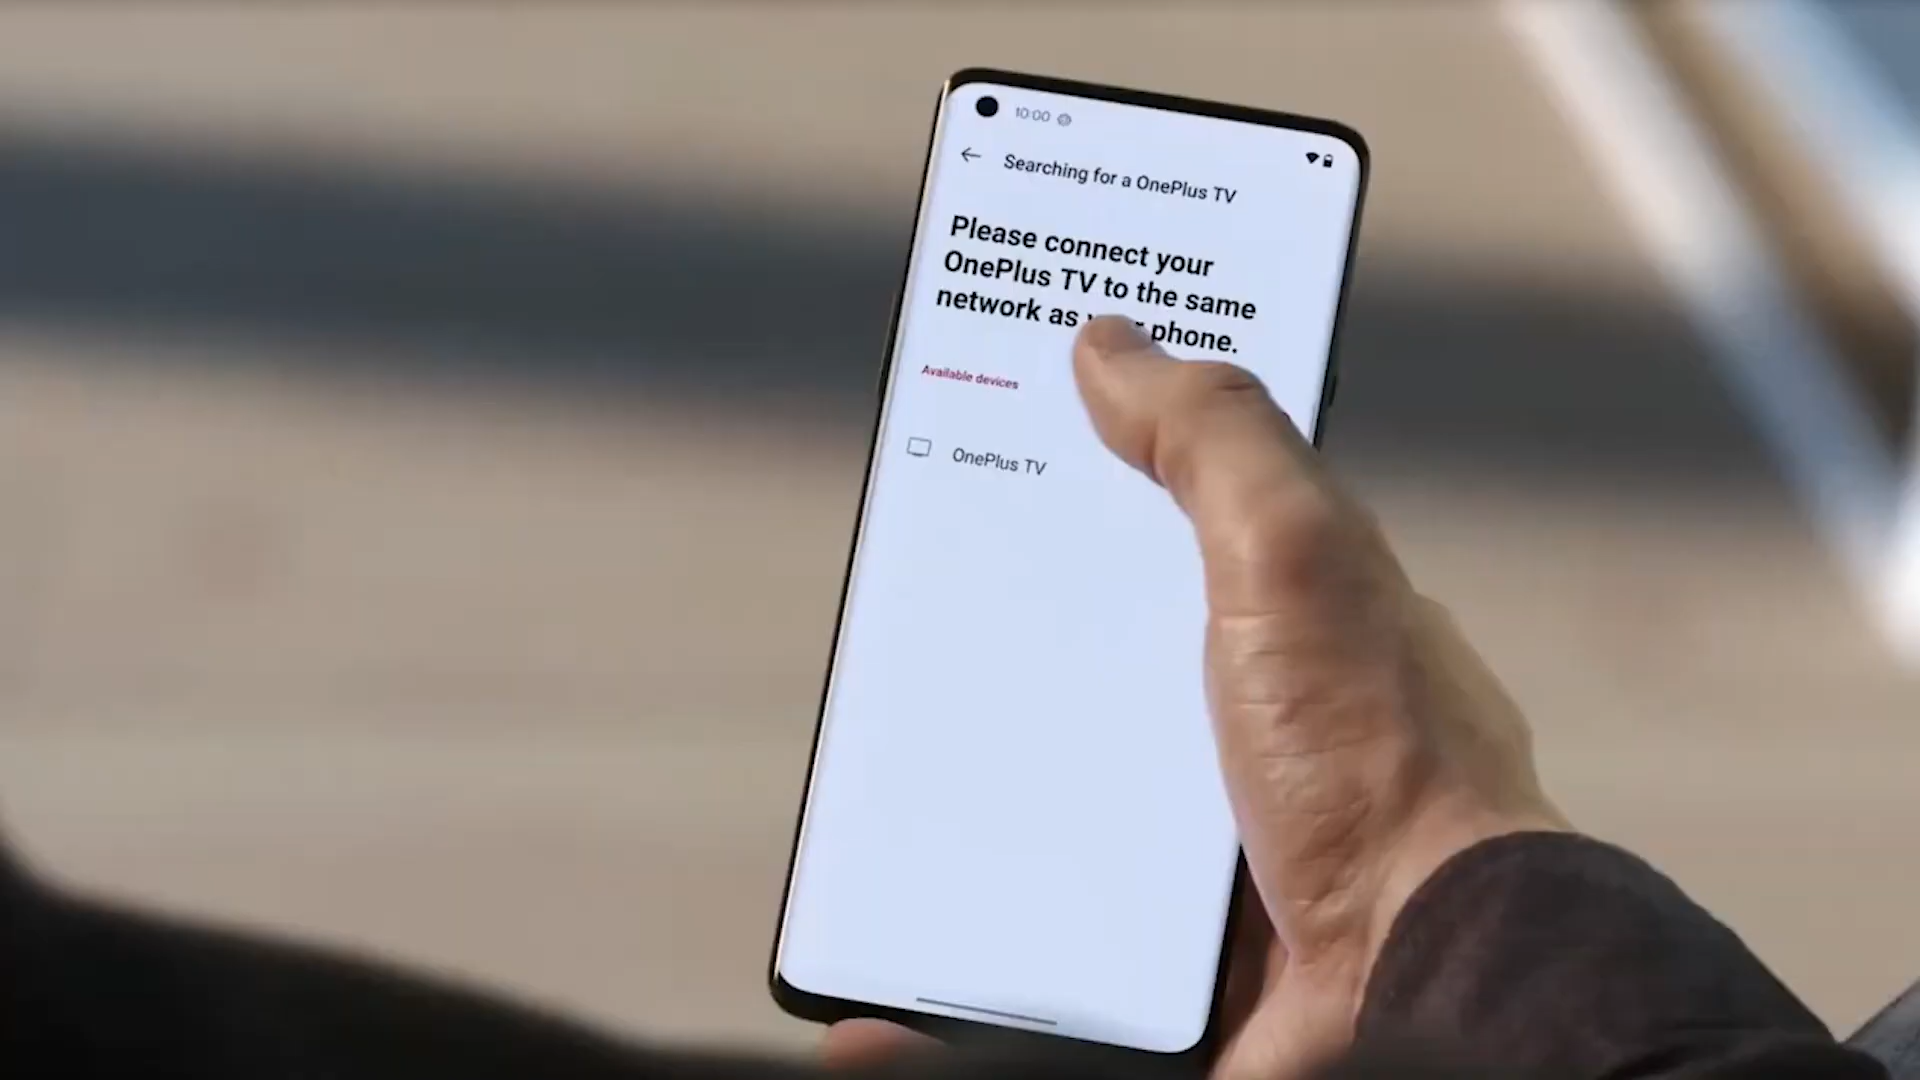 10:00
Searching for a OnePlus TV
Please connect your
OnePlus TV to the same
network as phone.
Available devices
OnePlus TV